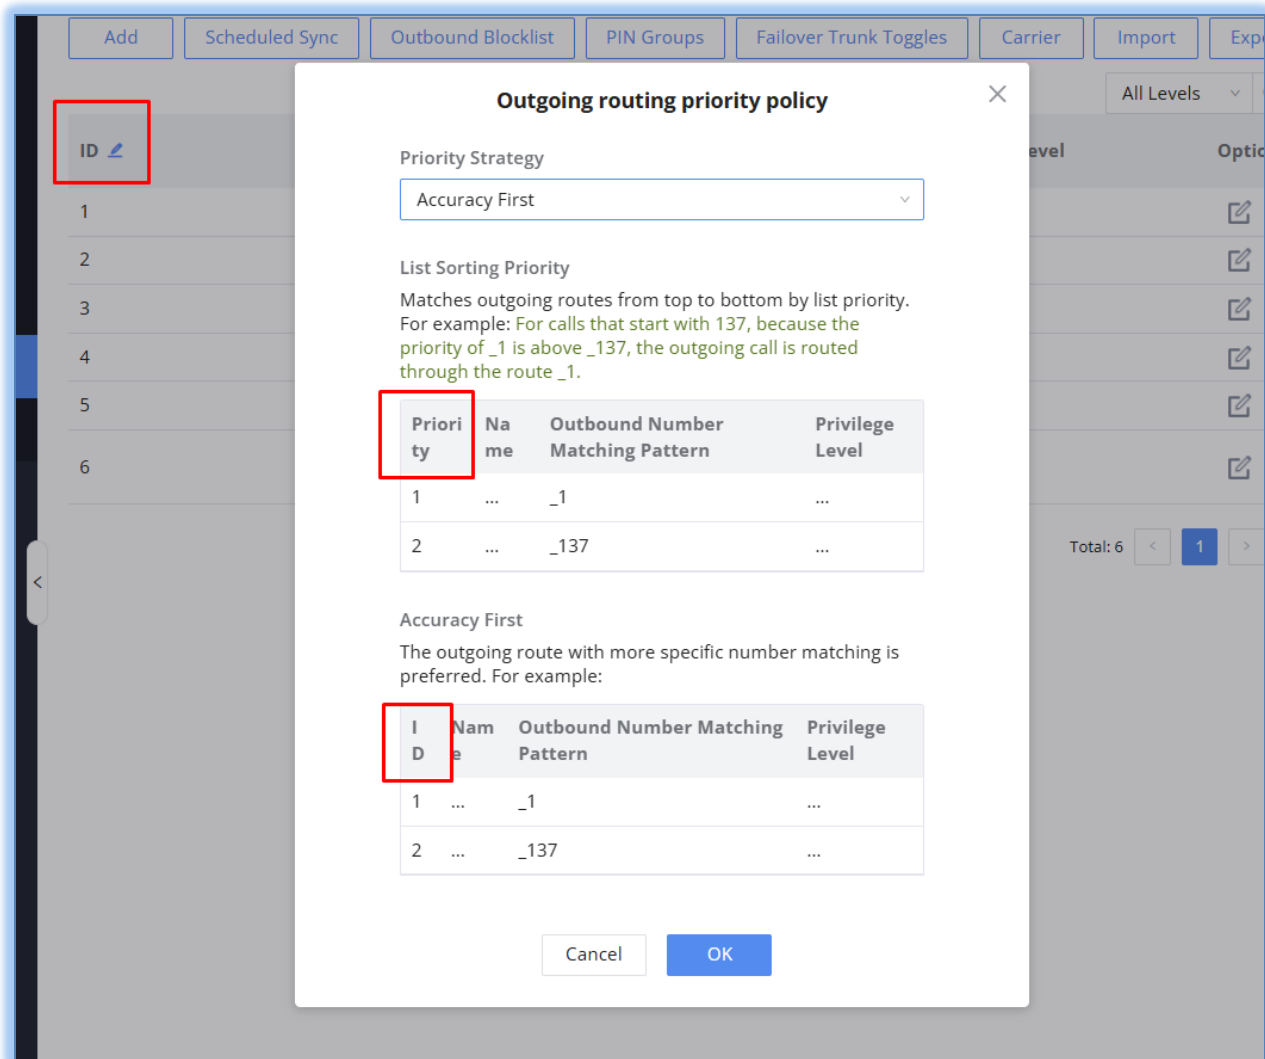 Add Scheduled Sync Outbound Blocklist PIN Groups Failover Trunk Toggles Carrier Import
All Levels
Outgoing routing priority policy
ID
Priority Strategy
Accuracy First
1
2
3
4
5
6
List Sorting Priority
Matches outgoing routes from top to bottom by list priority.
For example: For calls that start with 137, because the
priority of _1 is above _137, the outgoing call is routed
through the route _1.
Priori Na Outbound Number Privilege
ty me Matching Pattern Level
1 ... _1 ...
2 ... _137 ...
Total: 6 < 1 >
Accuracy First
The outgoing route with more specific number matching is
preferred. For example:
I Nam Outbound Number Matching Privilege
D e Pattern Level
1 ... _1 ...
2 ... _137 ...
Cancel OK